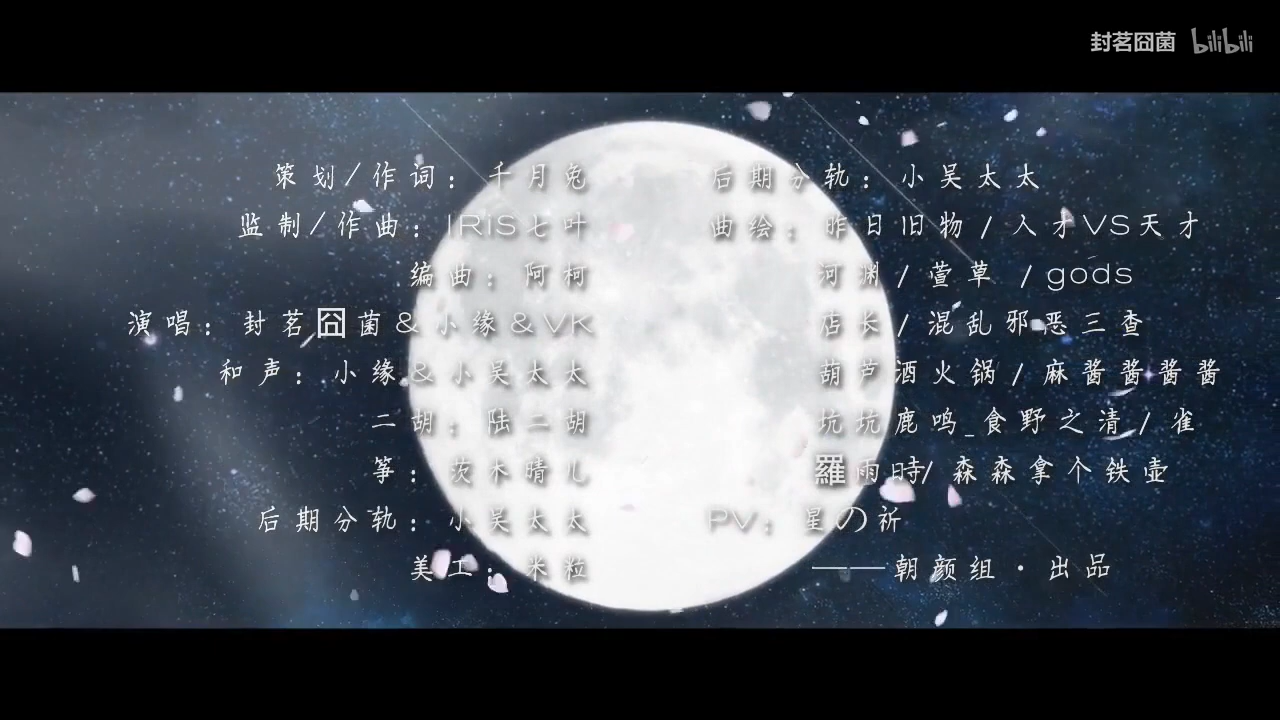 封茗囧菌 bilibili
策划/作词：千月兔
监制/作曲：IRiS七叶
编曲：阿柯
演唱：封茗囧菌&小缘&VK
和声：小缘&小吴太太
二胡：陆二胡
筝：茨木晴儿
后期分轨：小吴太太
美工：米粒
后期分轨：小吴太太
曲绘：昨日旧物/人才VS天才
河渊/萱草/gods
店长/混乱邪恶三查
葫芦酒火锅/麻酱酱酱酱
坑坑鹿鸣_食野之清/雀
羅雨時/森森拿个铁壶
PV：星の祈
——朝颜组·出品